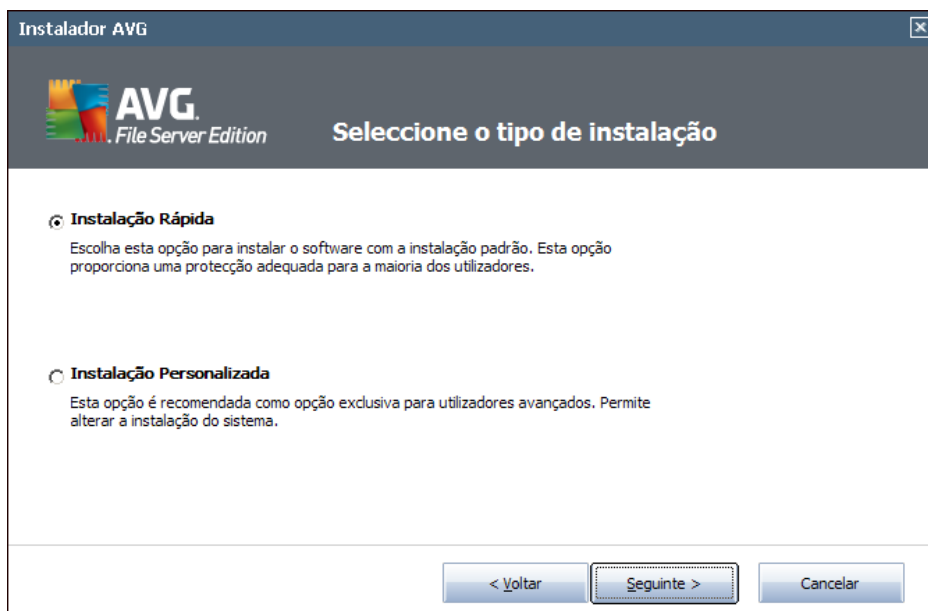 Instalador AVG
AVG.
File Server Edition
Seleccione o tipo de instalação
Instalação Rápida
Escolha esta opção para instalar o software com a instalação padrão. Esta opção
proporciona uma protecção adequada para a maioria dos utilizadores.
Instalação Personalizada
Esta opção é recomendada como opção exclusiva para utilizadores avançados. Permite
alterar a instalação do sistema.
< Voltar
Seguinte >
Cancelar